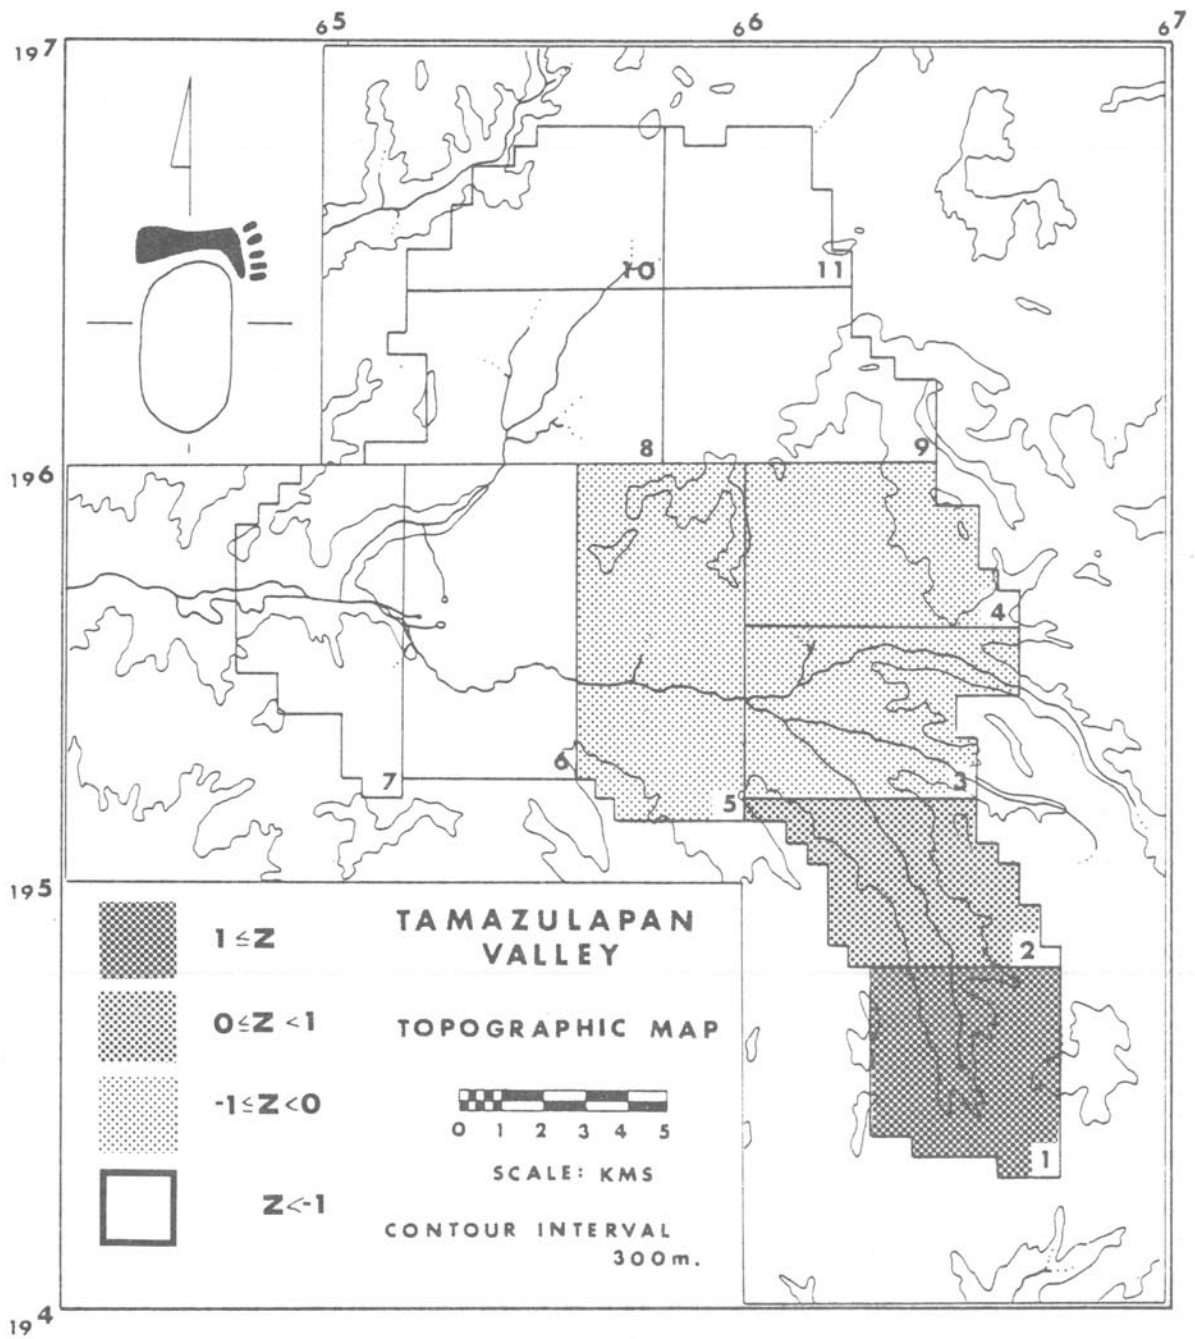 65
66
67
197
10
11
8
9
196
4
7
6
5
3
195
2
1
TAMAZULAPAN
VALLEY
TOPOGRAPHIC MAP
0 1 2 3 4 5
SCALE: KMS
CONTOUR INTERVAL
300m.
1 ≤ Z
0 ≤ Z < 1
-1 ≤ Z < 0
Z < -1
194